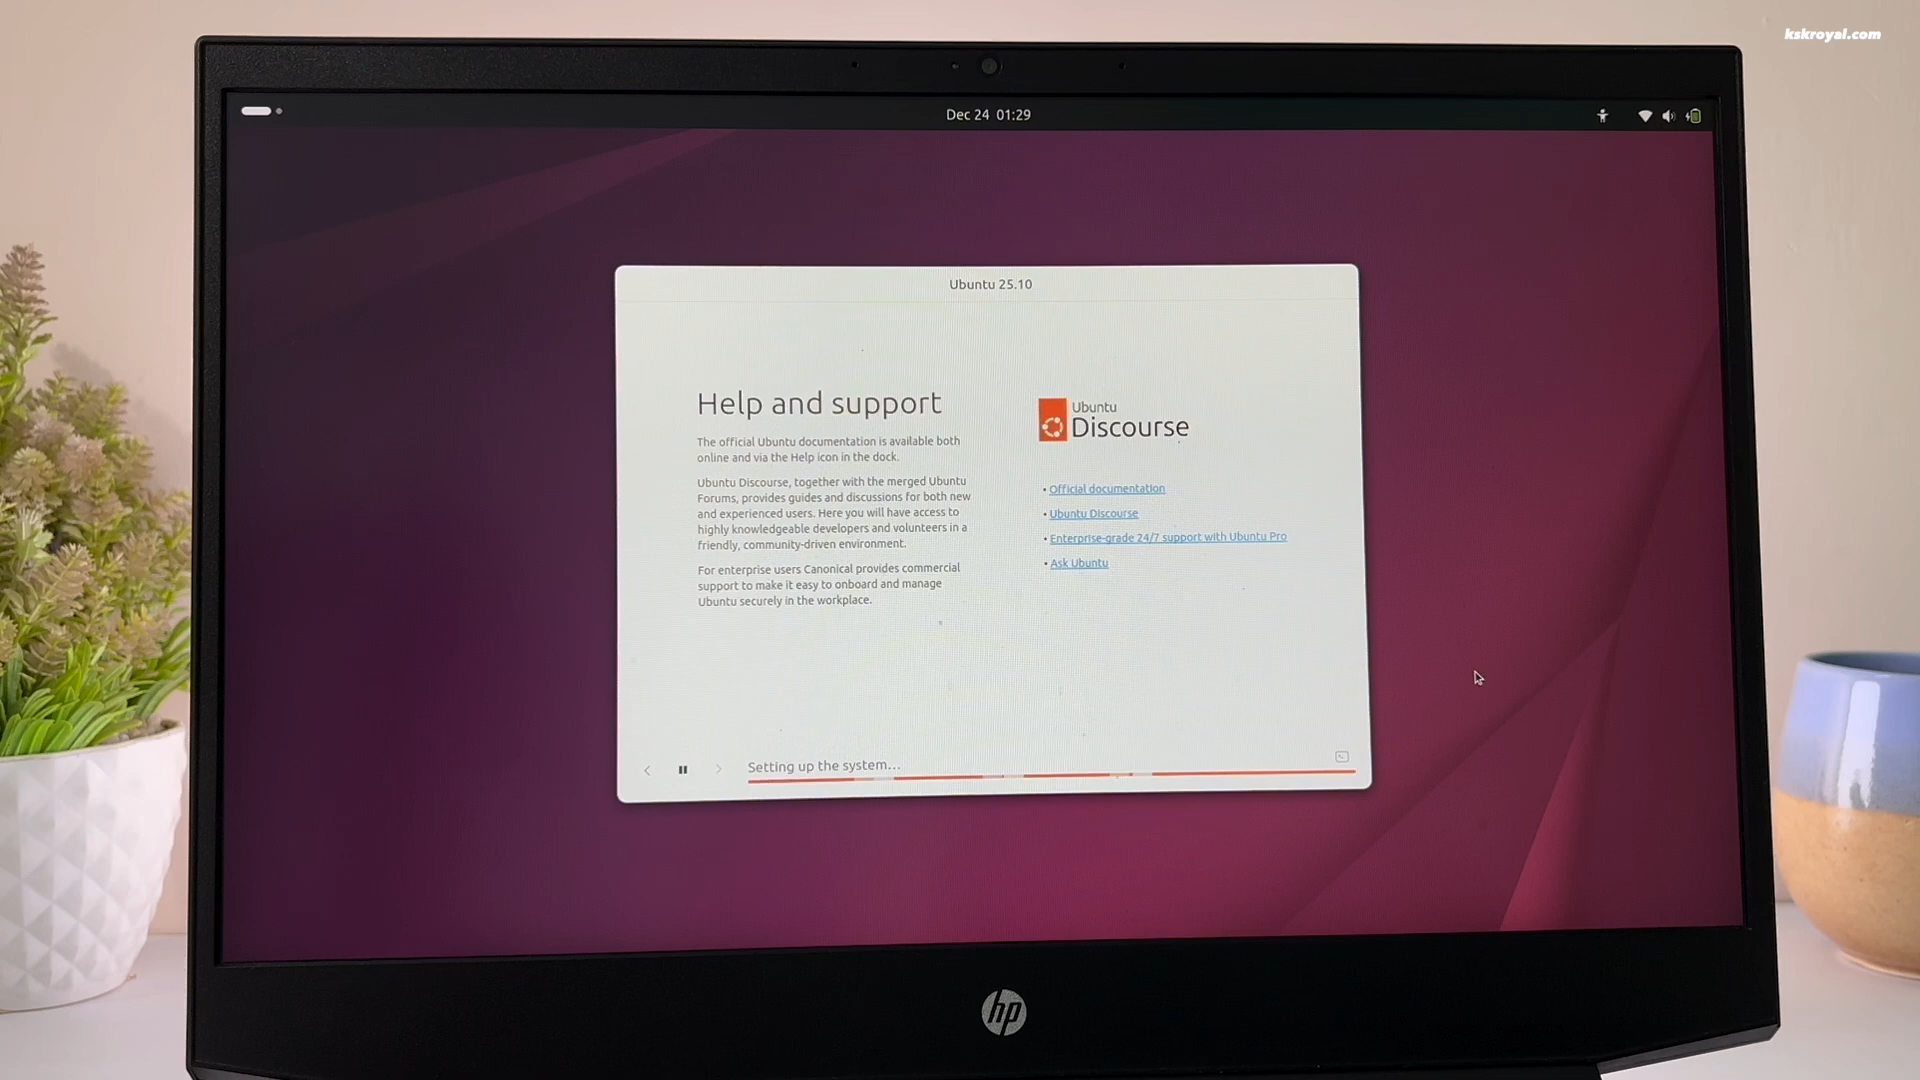 kskroyal.com
Dec 24 01:29
Ubuntu 25.10
Help and support
The official Ubuntu documentation is available both
online and via the Help icon in the dock.
Ubuntu Discourse, together with the merged Ubuntu
Forums, provides guides and discussions for both new
and experienced users. Here you will have access to
highly knowledgeable developers and volunteers in a
friendly, community-driven environment.
For enterprise users Canonical provides commercial
support to make it easy to onboard and manage
Ubuntu securely in the workplace.
Ubuntu
Discourse
• Official documentation
• Ubuntu Discourse
• Enterprise-grade 24/7 support with Ubuntu Pro
• Ask Ubuntu
Setting up the system...
hp